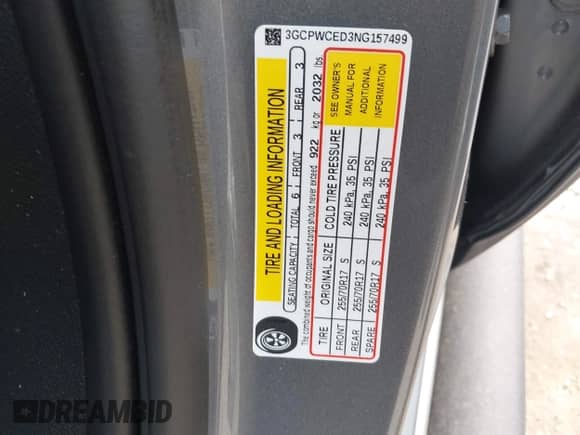 3GCPWCED3NG157499
TIRE AND LOADING INFORMATION
SEATING CAPACITY TOTAL 6 FRONT 3 REAR 3
The combined weight of occupants and cargo should never exceed 922 kg or 2032 lbs.
TIRE ORIGINAL SIZE COLD TIRE PRESSURE
FRONT 255/70R17 S 240 kPa, 35 PSI
REAR 255/70R17 S 240 kPa, 35 PSI
SPARE 255/70R17 S 240 kPa, 35 PSI
SEE OWNER'S
MANUAL FOR
ADDITIONAL
INFORMATION
DREAMBID